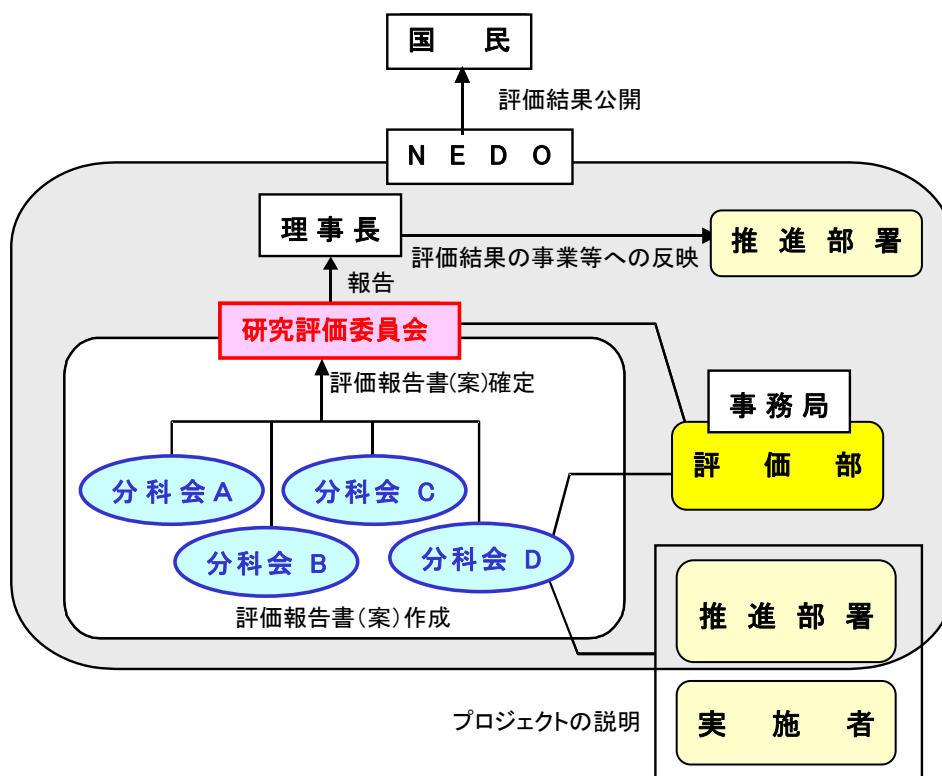 国 民
評価結果公開
N E D O
理事長
推進部署
評価結果の事業等への反映
報告
研究評価委員会
評価報告書(案)確定
事務局
評価部
分科会A
分科会 C
分科会 B
分科会 D
評価報告書(案)作成
推進部署
プロジェクトの説明
実施者